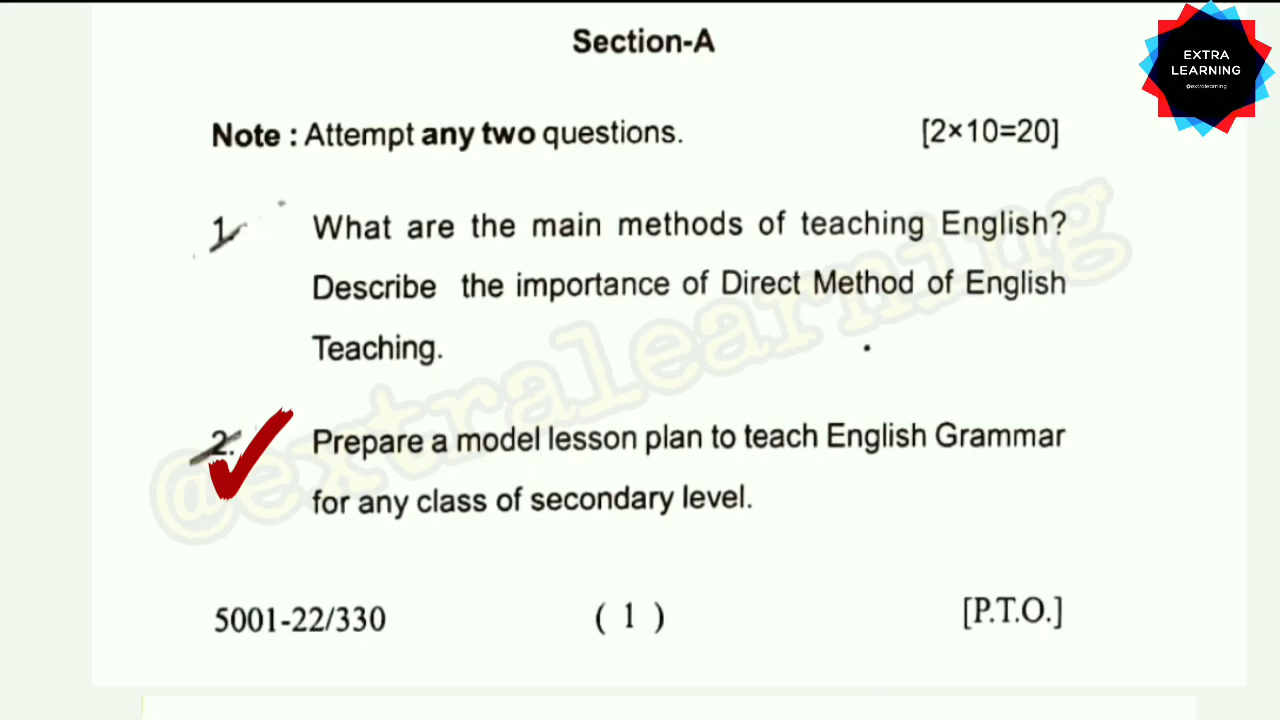 EXTRA
LEARNING
@extralearning
Section-A
Note : Attempt any two questions. [2×10=20]
1. What are the main methods of teaching English?
Describe the importance of Direct Method of English
Teaching.
2. Prepare a model lesson plan to teach English Grammar
for any class of secondary level.
@extralearning
5001-22/330 ( 1 ) [P.T.O.]